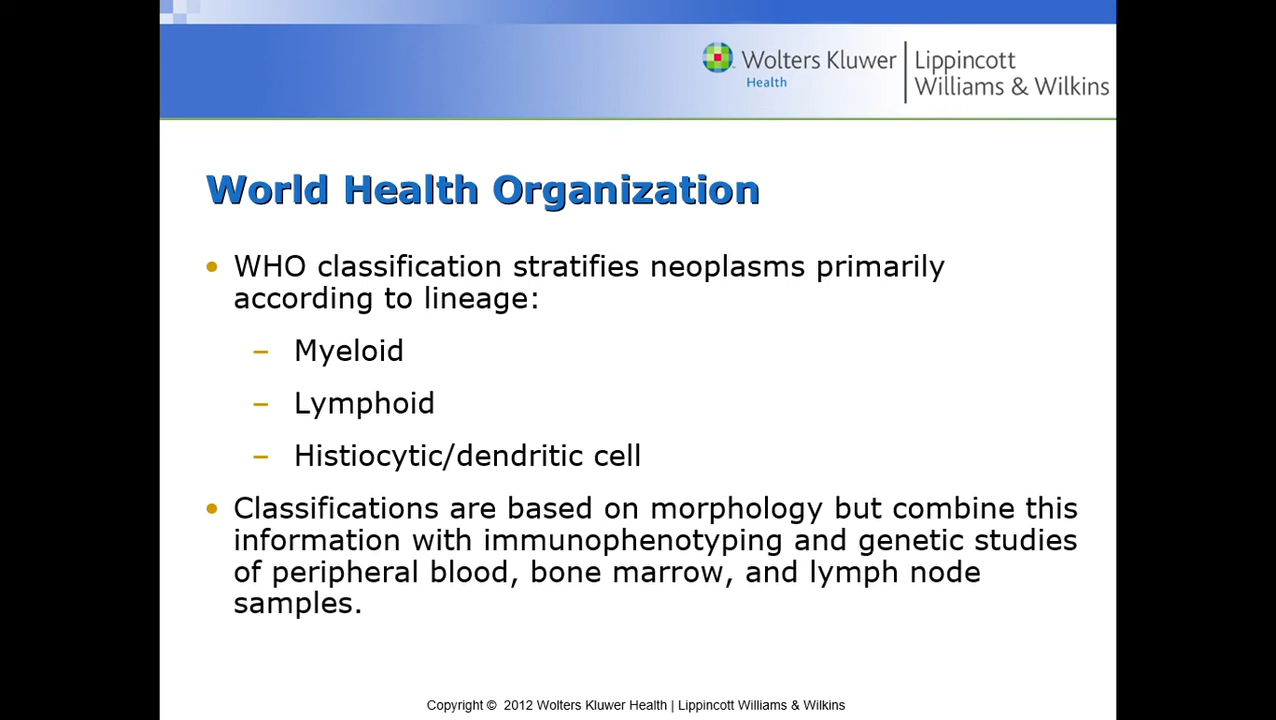 Wolters Kluwer
Health
Lippincott
Williams & Wilkins
World Health Organization
• WHO classification stratifies neoplasms primarily
according to lineage:
– Myeloid
– Lymphoid
– Histiocytic/dendritic cell
• Classifications are based on morphology but combine this
information with immunophenotyping and genetic studies
of peripheral blood, bone marrow, and lymph node
samples.
Copyright © 2012 Wolters Kluwer Health | Lippincott Williams & Wilkins